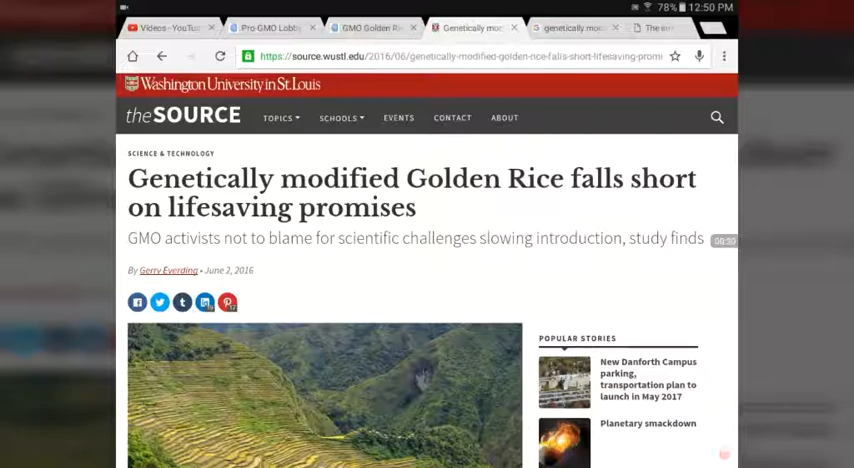 78% 12:50 PM
Videos - YouTu
Pro GMO Lobb
GMO Golden Ri
Genetically mod
genetically mod
The
https://source.wustl.edu/2016/06/genetically-modified-golden-rice-falls-short-lifesaving-promi
Washington University in St. Louis
the SOURCE
TOPICS SCHOOLS EVENTS CONTACT ABOUT
SCIENCE & TECHNOLOGY
Genetically modified Golden Rice falls short
on lifesaving promises
GMO activists not to blame for scientific challenges slowing introduction, study finds
By Gerry Everding • June 2, 2016
POPULAR STORIES
New Danforth Campus
parking,
transportation plan to
launch in May 2017
Planetary smackdown